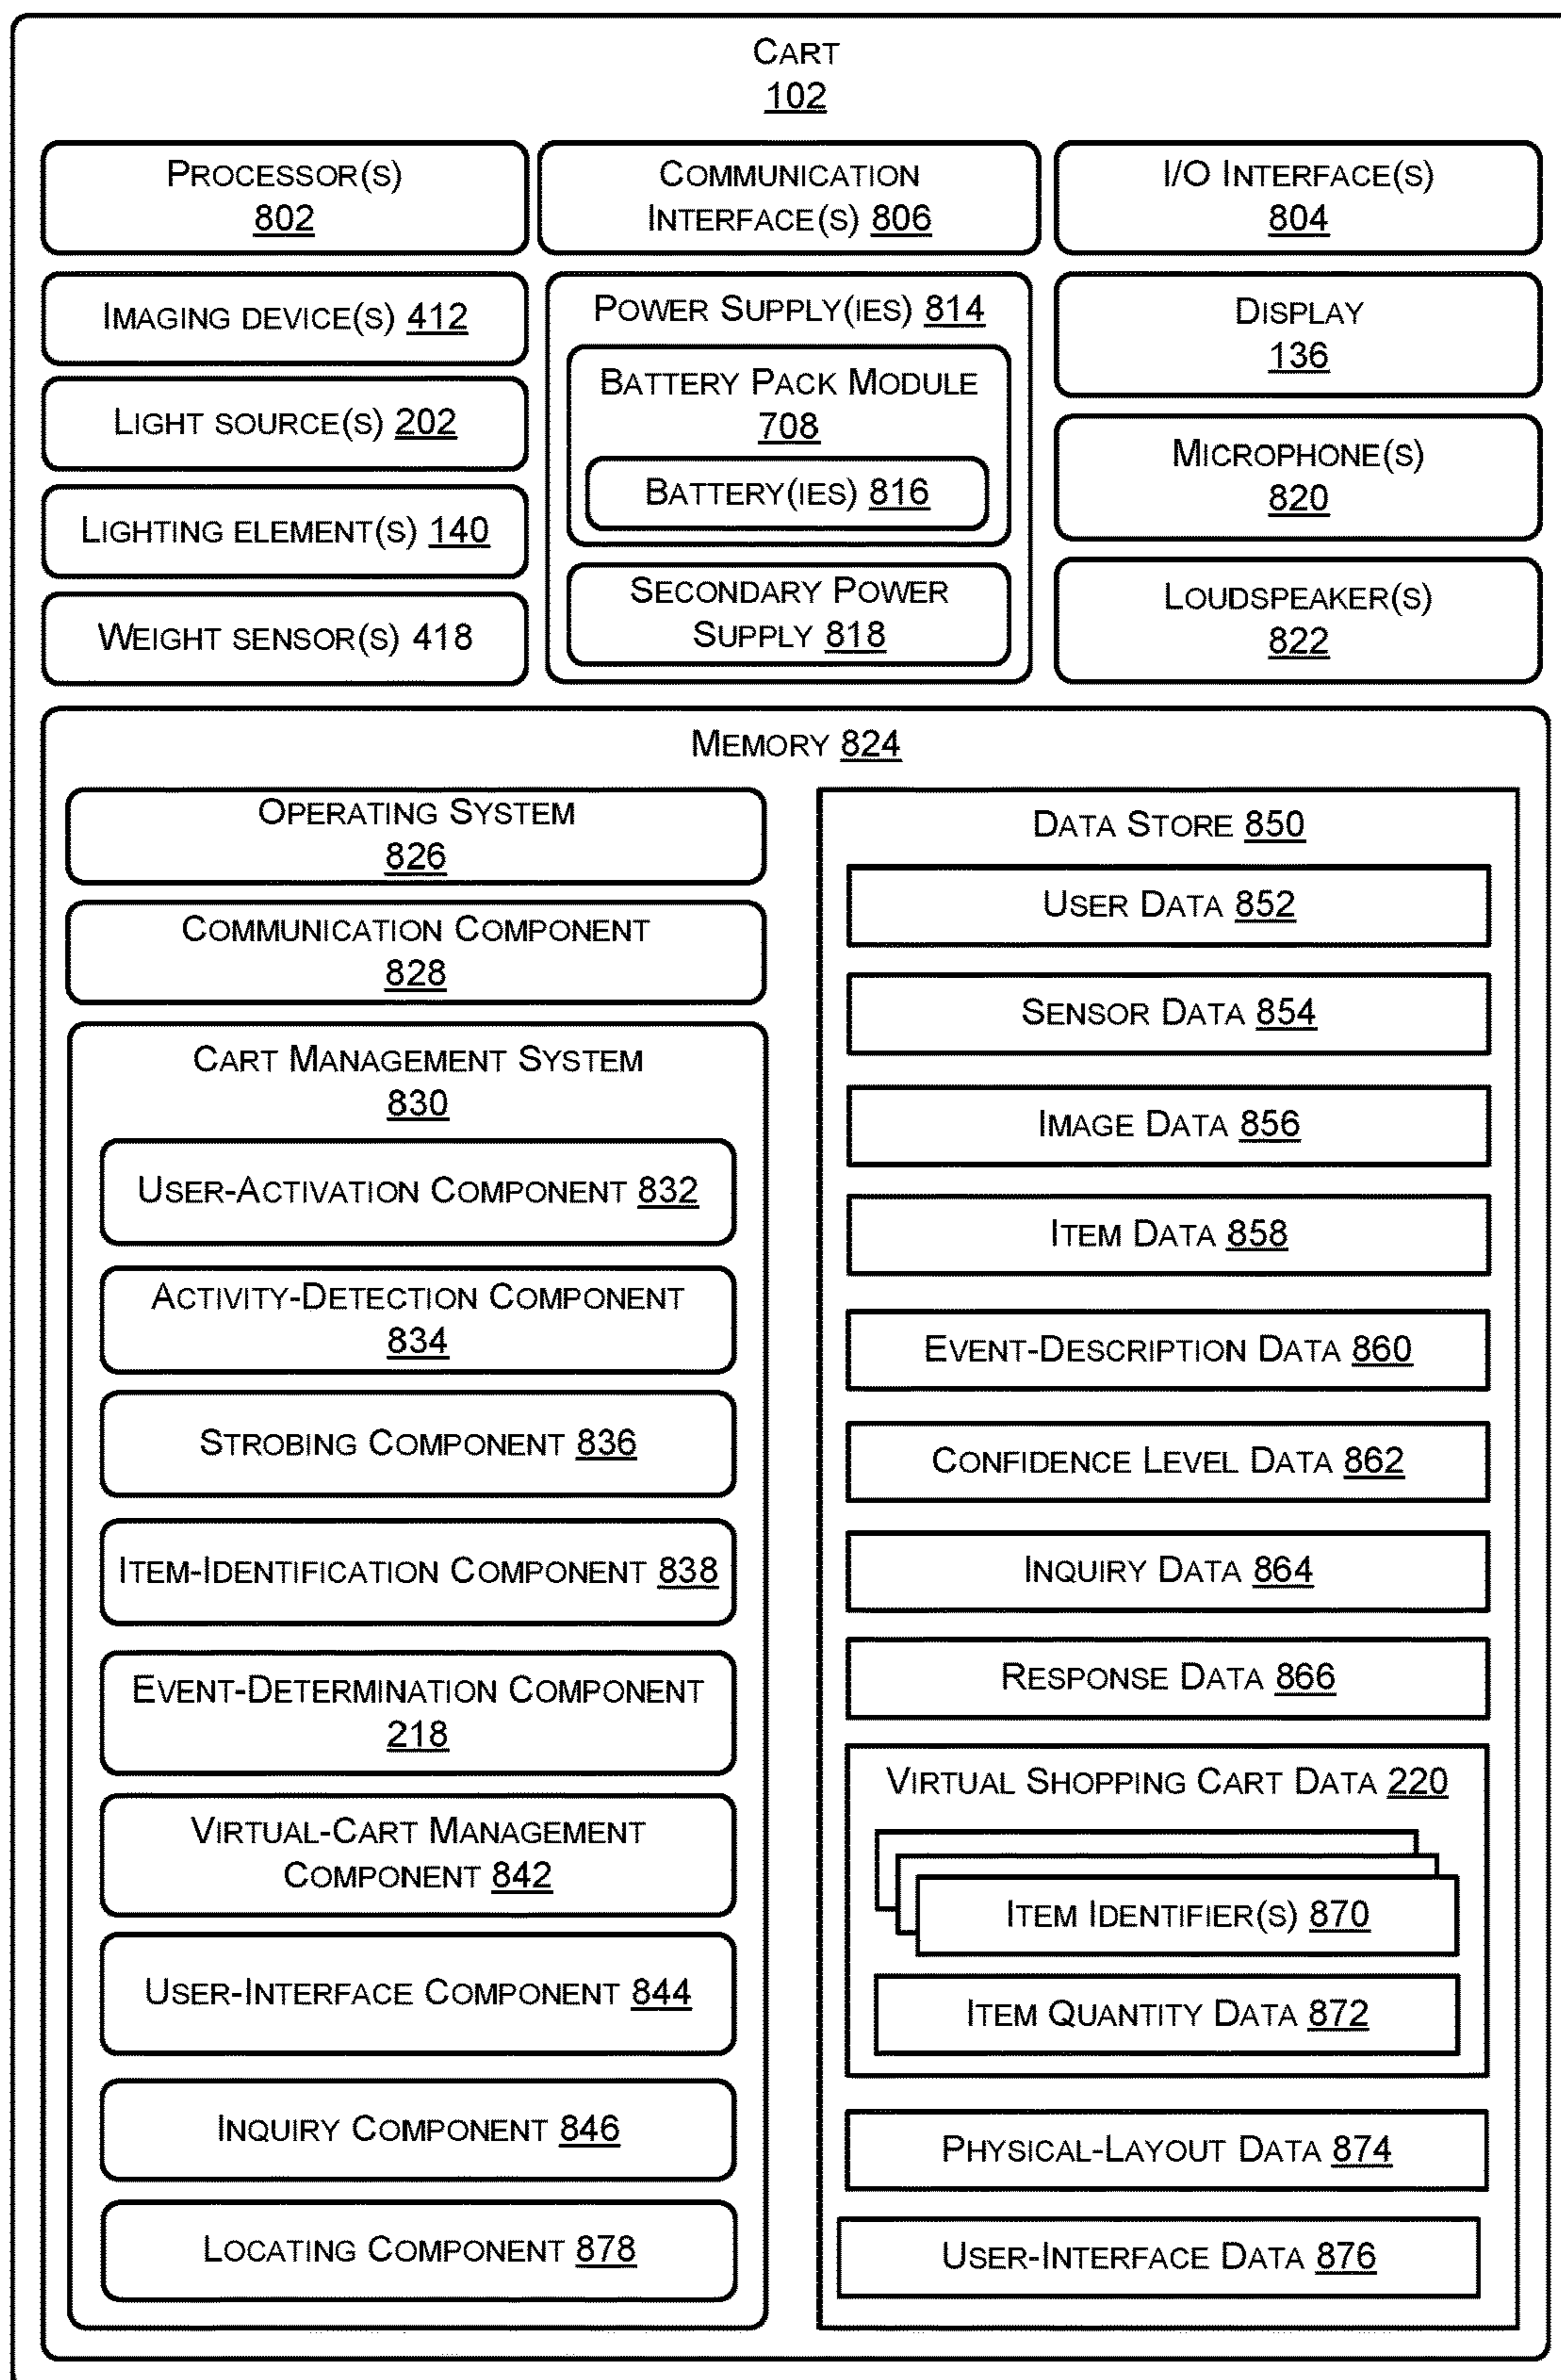 CART
102
PROCESSOR(S)
802
COMMUNICATION
INTERFACE(S) 806
I/O INTERFACE(S)
804
IMAGING DEVICE(S) 412
LIGHT SOURCE(S) 202
LIGHTING ELEMENT(S) 140
WEIGHT SENSOR(S) 418
POWER SUPPLY(IES) 814
BATTERY PACK MODULE
708
BATTERY(IES) 816
SECONDARY POWER
SUPPLY 818
DISPLAY
136
MICROPHONE(S)
820
LOUDSPEAKER(S)
822
MEMORY 824
OPERATING SYSTEM
826
COMMUNICATION COMPONENT
828
CART MANAGEMENT SYSTEM
830
USER-ACTIVATION COMPONENT 832
ACTIVITY-DETECTION COMPONENT
834
STROBING COMPONENT 836
ITEM-IDENTIFICATION COMPONENT 838
EVENT-DETERMINATION COMPONENT
218
VIRTUAL-CART MANAGEMENT
COMPONENT 842
USER-INTERFACE COMPONENT 844
INQUIRY COMPONENT 846
LOCATING COMPONENT 878
DATA STORE 850
USER DATA 852
SENSOR DATA 854
IMAGE DATA 856
ITEM DATA 858
EVENT-DESCRIPTION DATA 860
CONFIDENCE LEVEL DATA 862
INQUIRY DATA 864
RESPONSE DATA 866
VIRTUAL SHOPPING CART DATA 220
ITEM IDENTIFIER(S) 870
ITEM QUANTITY DATA 872
PHYSICAL-LAYOUT DATA 874
USER-INTERFACE DATA 876